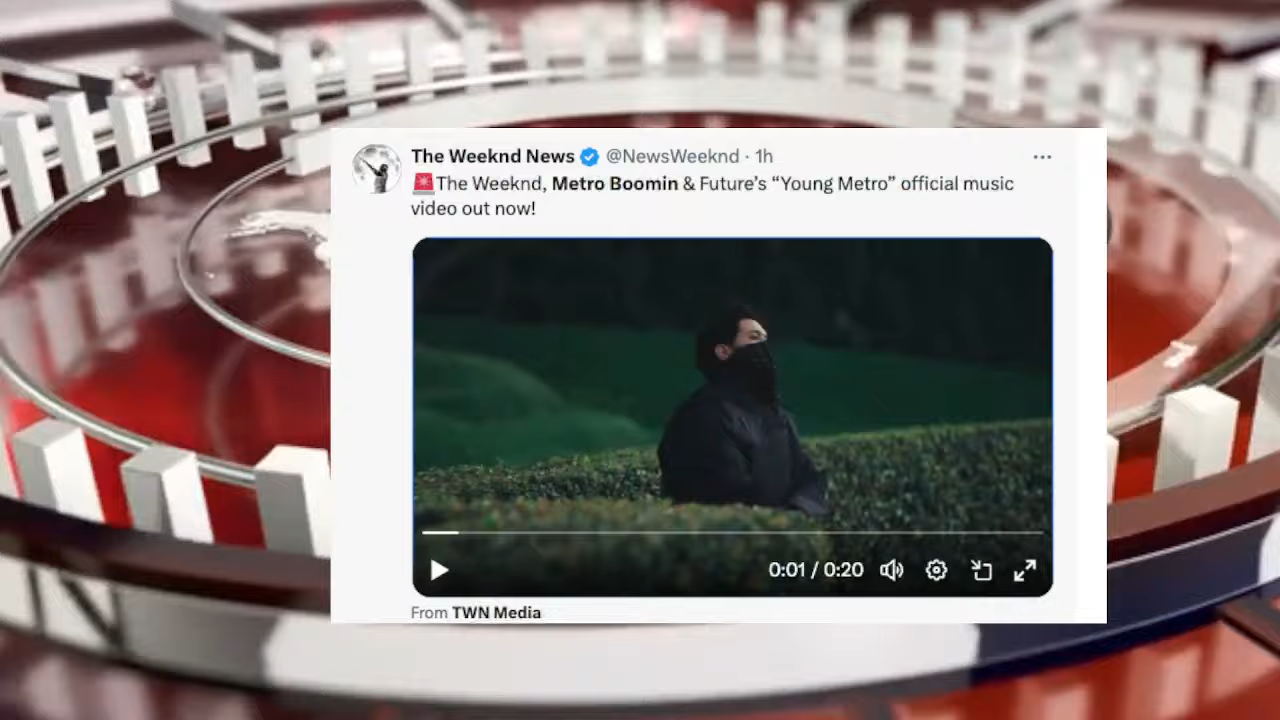 The Weeknd News @NewsWeeknd · 1h
🚨The Weeknd, Metro Boomin & Future’s “Young Metro” official music
video out now!
0:01 / 0:20
From TWN Media